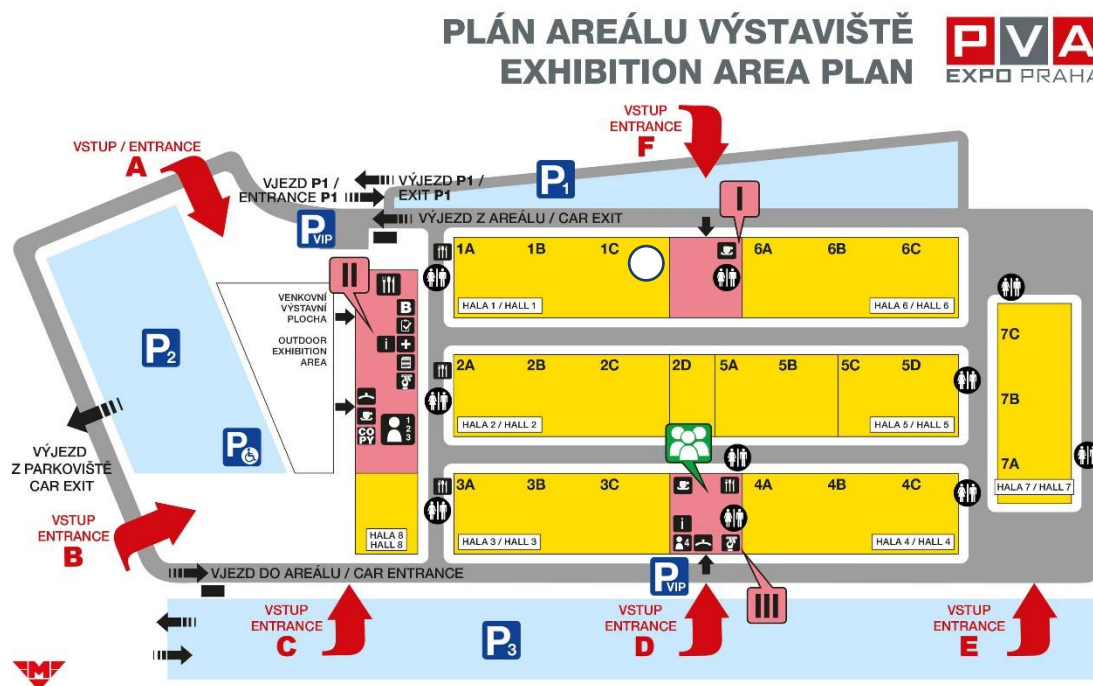 PLÁN AREÁLU VÝSTAVIŠTĚ
EXHIBITION AREA PLAN
PVA
EXPO PRAHA
VSTUP / ENTRANCE
A
VSTUP
ENTRANCE
F
VJEZD P1 /
ENTRANCE P1
VÝJEZD P1 /
EXIT P1
P1
P VIP
VÝJEZD Z AREÁLU / CAR EXIT
I
1A 1B 1C 6A 6B 6C
HALA 1 / HALL 1
HALA 6 / HALL 6
II
VENKOVNÍ
VÝSTAVNÍ
PLOCHA
OUTDOOR
EXHIBITION
AREA
B
i
COPY
1
2
3
P2
2A 2B 2C 2D 5A 5B 5C 5D
HALA 2 / HALL 2
HALA 5 / HALL 5
7C
7B
7A
HALA 7 / HALL 7
VÝJEZD
Z PARKOVIŠTĚ
CAR EXIT
P
3A 3B 3C 4A 4B 4C
i
4
HALA 3 / HALL 3
HALA 4 / HALL 4
HALA 8
HALL 8
VSTUP
ENTRANCE
B
VJEZD DO AREÁLU / CAR ENTRANCE
P VIP
III
VSTUP
ENTRANCE
C
P3
VSTUP
ENTRANCE
D
VSTUP
ENTRANCE
E
M